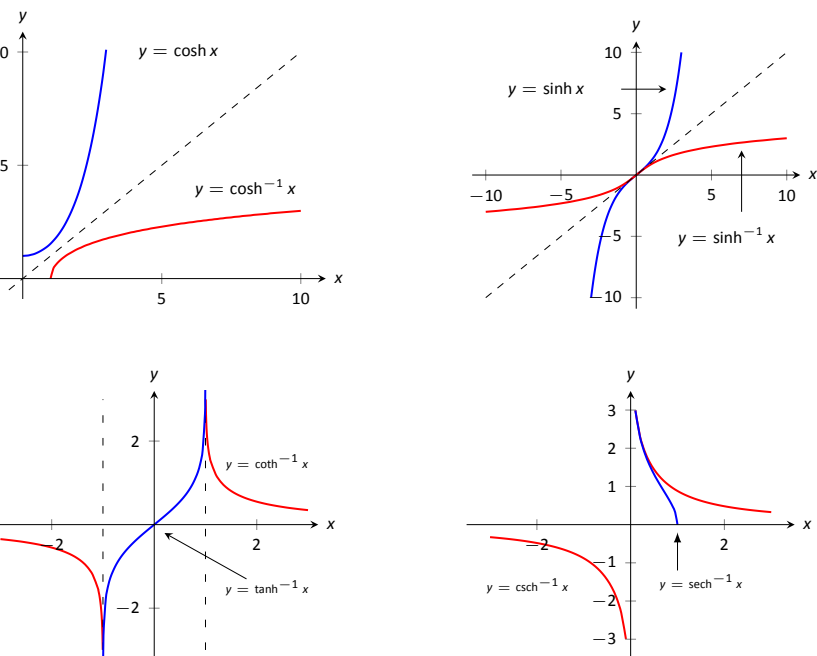 y
0
y = cosh x
5
y = cosh⁻¹ x
5
10
x
y
10
y = sinh x
5
−10
−5
5
10
x
−5
y = sinh⁻¹ x
−10
y
2
y = coth⁻¹ x
−2
2
x
y = tanh⁻¹ x
−2
y
3
2
1
−2
2
x
−1
y = csch⁻¹ x
y = sech⁻¹ x
−2
−3